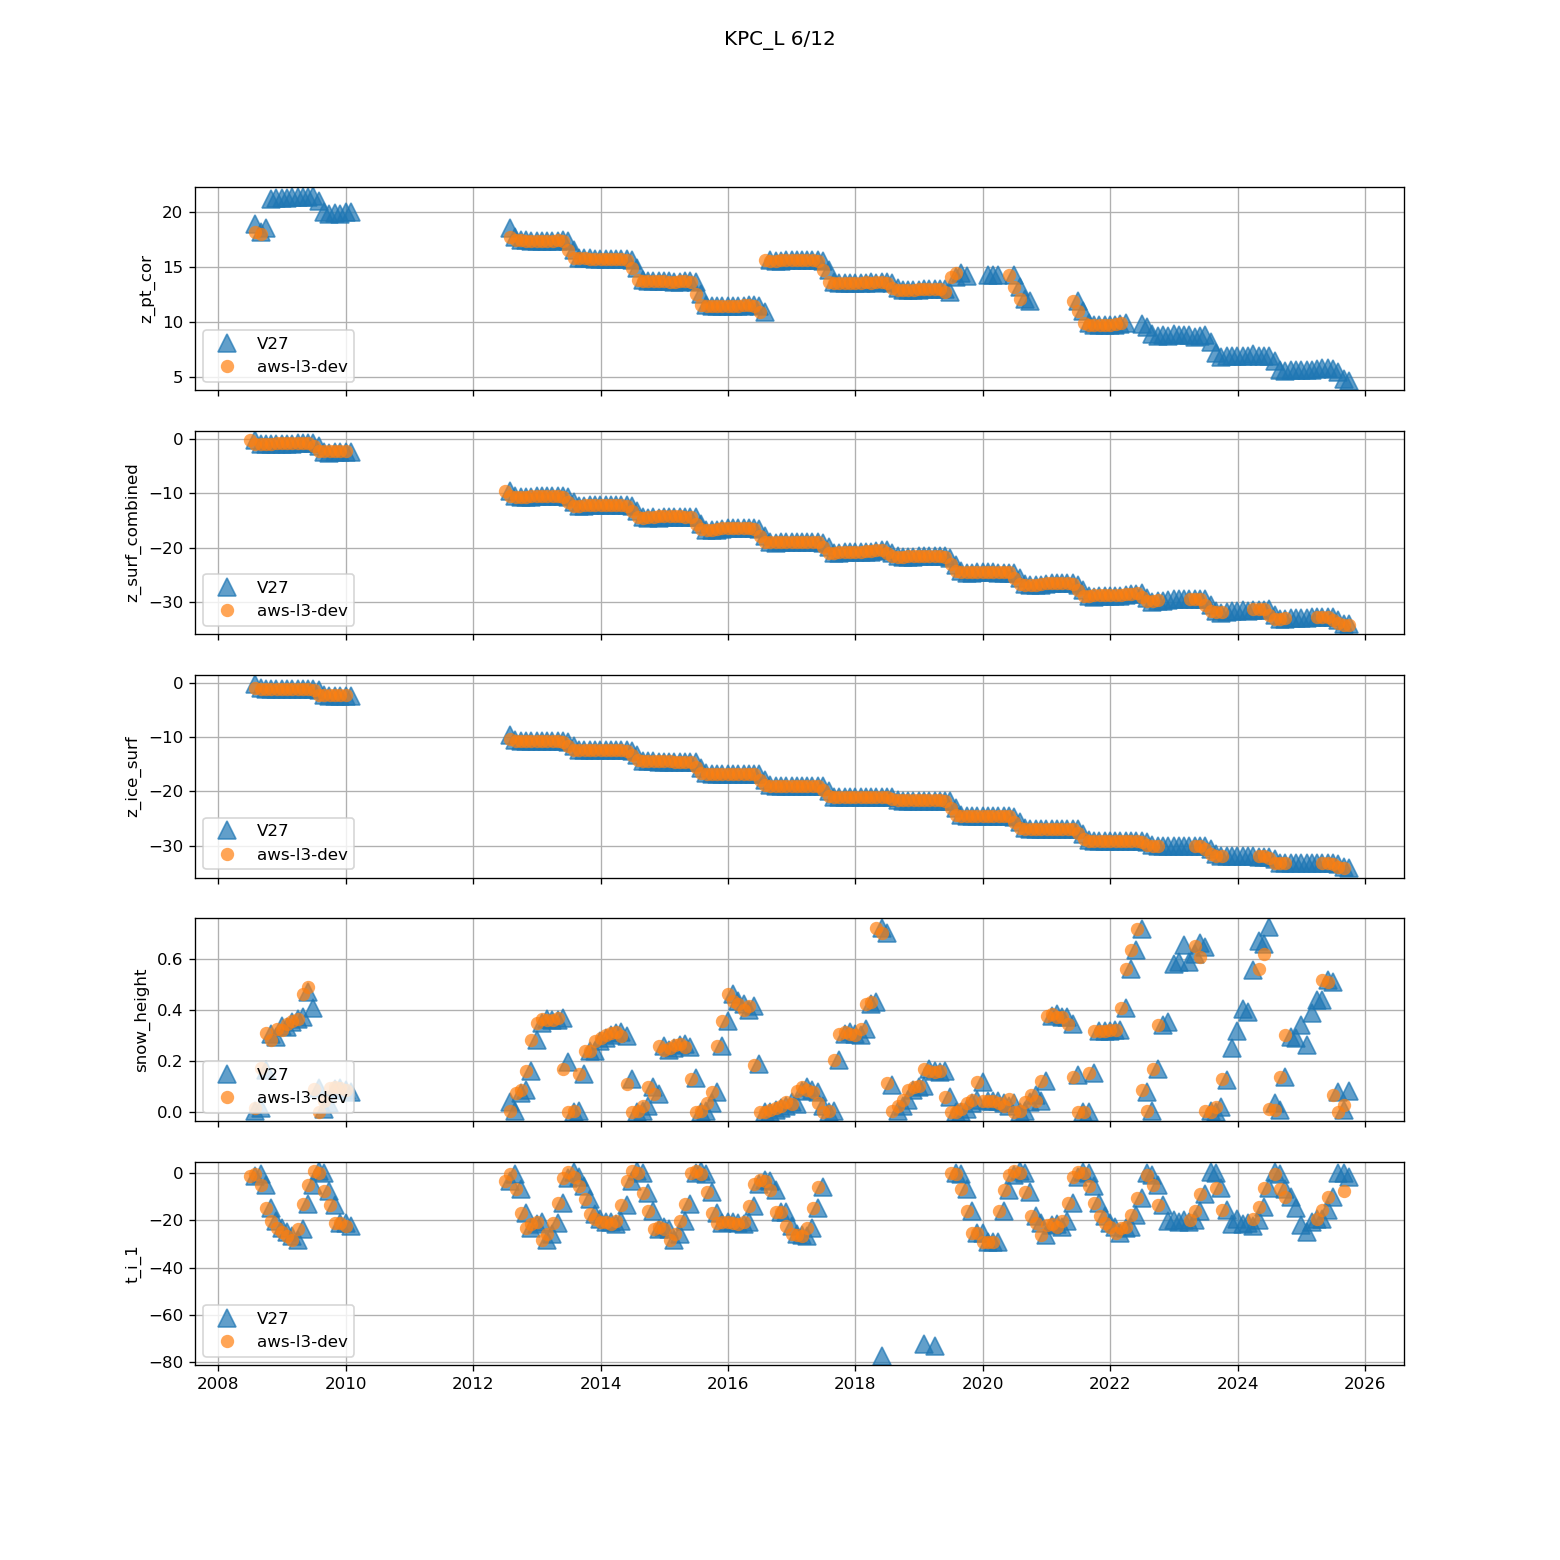 KPC_L 6/12
z_pt_cor
20
15
10
5
V27
aws-l3-dev
z_surf_combined
0
−10
−20
−30
V27
aws-l3-dev
z_ice_surf
0
−10
−20
−30
V27
aws-l3-dev
snow_height
0.6
0.4
0.2
0.0
V27
aws-l3-dev
t_i_1
0
−20
−40
−60
−80
V27
aws-l3-dev
2008 2010 2012 2014 2016 2018 2020 2022 2024 2026